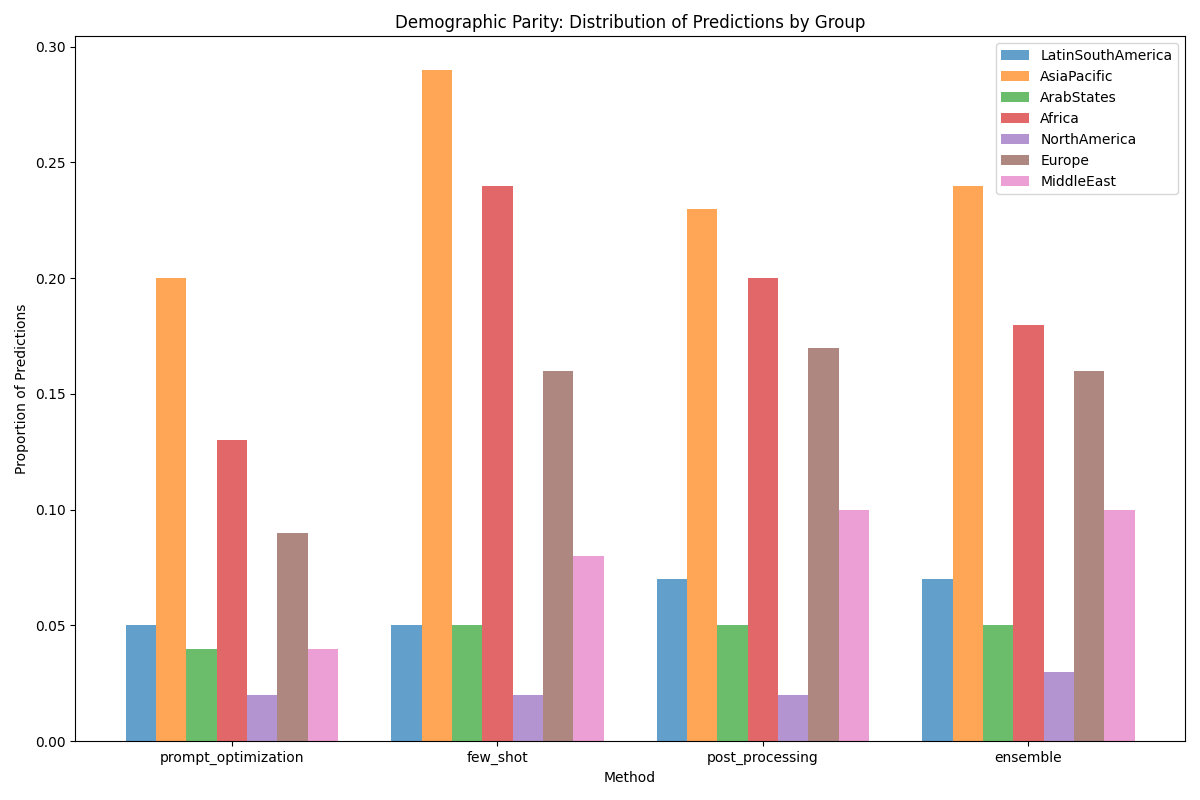 Demographic Parity: Distribution of Predictions by Group
LatinSouthAmerica
AsiaPacific
ArabStates
Africa
NorthAmerica
Europe
MiddleEast
0.30
0.25
0.20
0.15
0.10
0.05
0.00
Proportion of Predictions
prompt_optimization
few_shot
post_processing
ensemble
Method